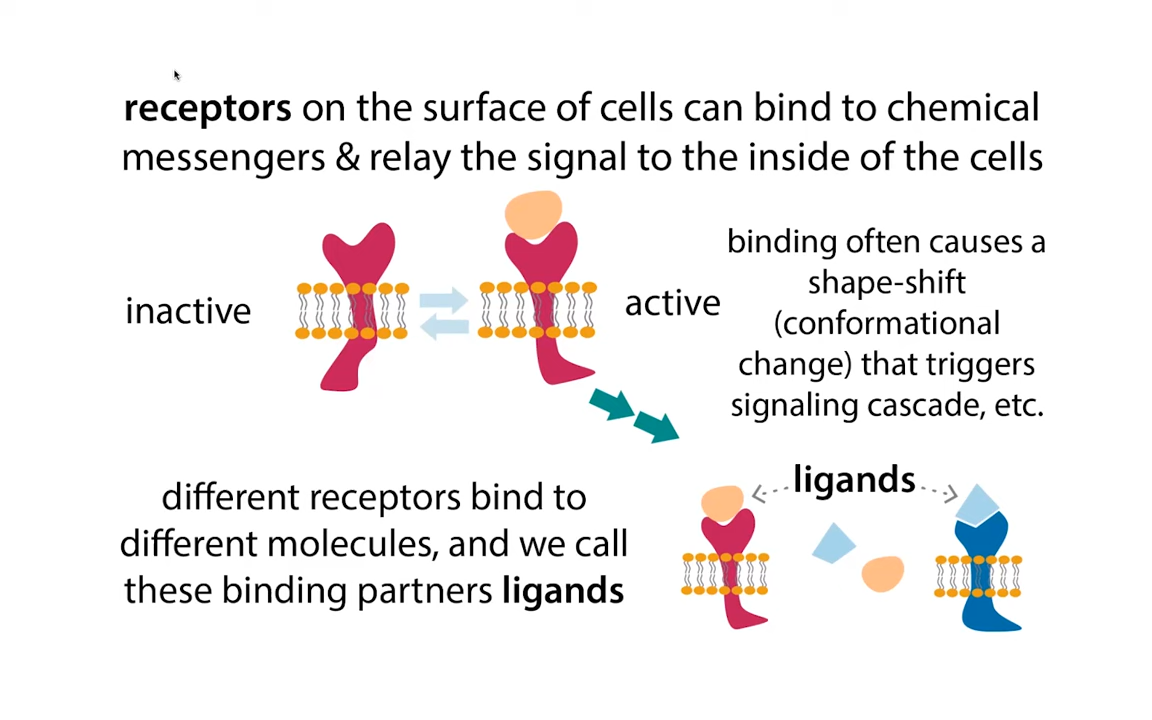 receptors on the surface of cells can bind to chemical
messengers & relay the signal to the inside of the cells
inactive
active
binding often causes a
shape-shift
(conformational
change) that triggers
signaling cascade, etc.
different receptors bind to
different molecules, and we call
these binding partners ligands
ligands